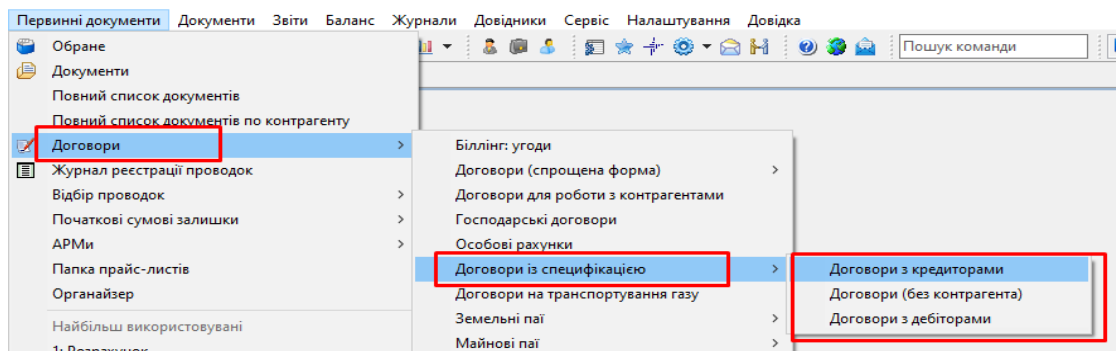 Первинні документи Документи Звіти Баланс Журнали Довідники Сервіс Налаштування Довідка
Обране
Пошук команди
Документи
Повний список документів
Повний список документів по контрагенту
Договори
Журнал реєстрації проводок
Відбір проводок
Початкові сумові залишки
АРМи
Папка прайс-листів
Органайзер
Найбільш використовувані
1: Розрахунок
Біллінг: угоди
Договори (спрощена форма)
Договори для роботи з контрагентами
Господарські договори
Особові рахунки
Договори із специфікацією
Договори на транспортування газу
Земельні паї
Майнові паї
Договори з кредиторами
Договори (без контрагента)
Договори з дебіторами